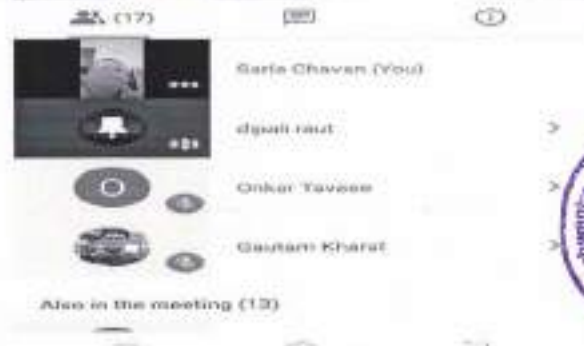 (17)
Sarla Chavan (You)
dipali raut
O
Onkar Tavase
Gautam Kharat
Also in the meeting (13)